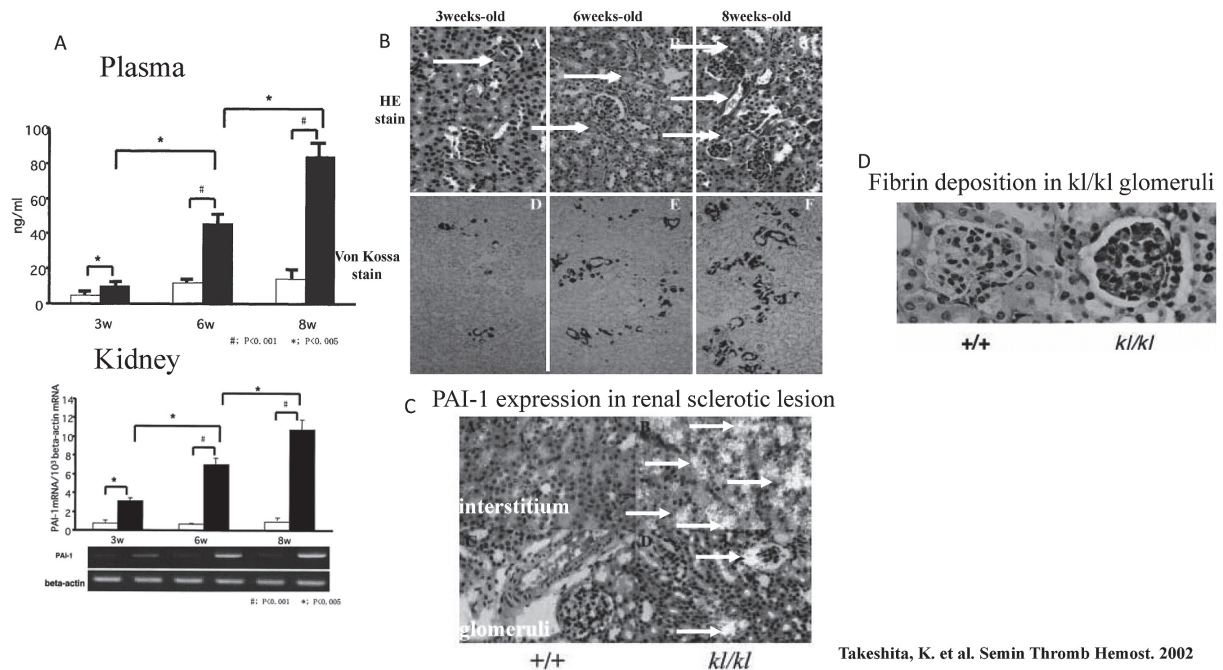 A
Plasma
*
*
#
#
*
100
80
60
40
20
0
ng/ml
3w
6w
8w
#; P<0.001 *; P<0.005
Kidney
*
*
#
#
*
14
12
10
8
6
4
2
0
PAI-1 mRNA/10³ beta-actin mRNA
3w
6w
8w
PAI-1
beta-actin
#; P<0.001 *; P<0.005
B
3weeks-old
6weeks-old
8weeks-old
HE
stain
A
B
Von Kossa
stain
D
E
F
C
PAI-1 expression in renal sclerotic lesion
A
B
interstitium
C
D
glomeruli
+/+
kl/kl
D
Fibrin deposition in kl/kl glomeruli
+/+
kl/kl
Takeshita, K. et al. Semin Thromb Hemost. 2002